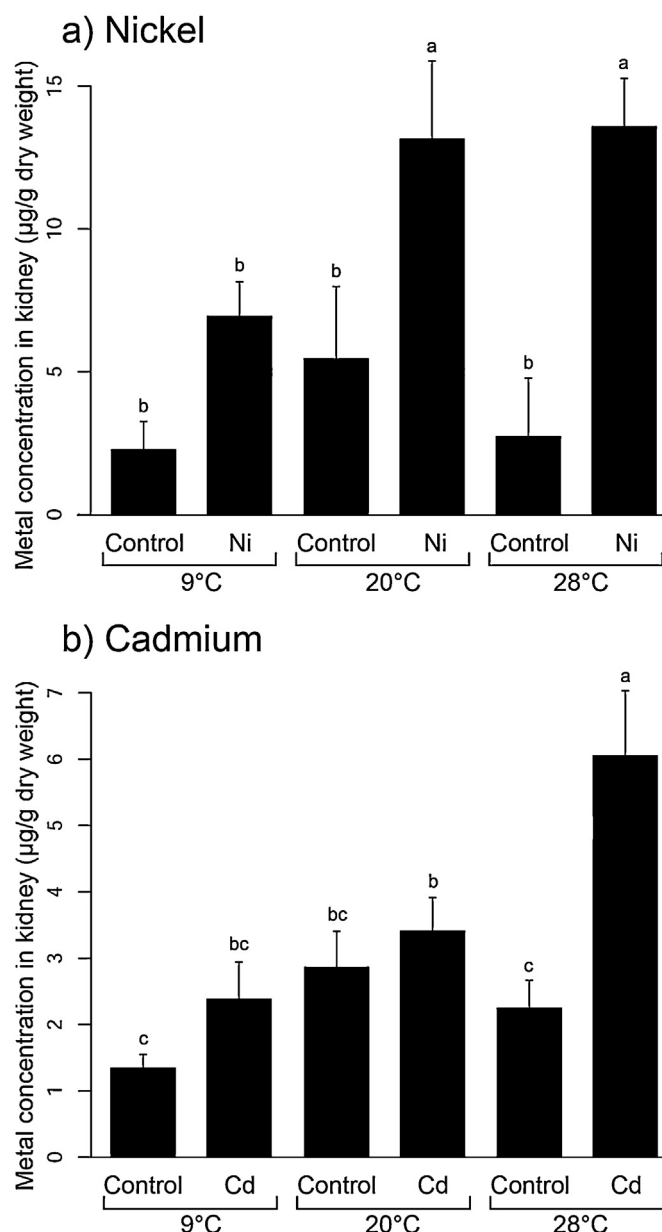 a) Nickel
Metal concentration in kidney (µg/g dry weight)
15
10
5
0
b
b
b
a
b
a
Control Ni Control Ni Control Ni
9°C 20°C 28°C
b) Cadmium
Metal concentration in kidney (µg/g dry weight)
7
6
5
4
3
2
1
0
c
bc
bc
b
c
a
Control Cd Control Cd Control Cd
9°C 20°C 28°C